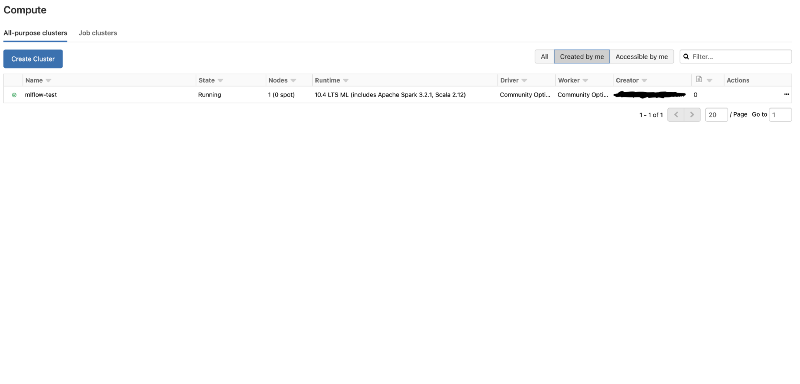 Compute
All-purpose clusters Job clusters
Create Cluster All Created by me Accessible by me Filter...
Name State Nodes Runtime Driver Worker Creator Actions
mlflow-test Running 1 (0 spot) 10.4 LTS ML (includes Apache Spark 3.2.1, Scala 2.12) Community Opti... Community Opti... 0 ...
1 - 1 of 1 < > 20 / Page Go to 1